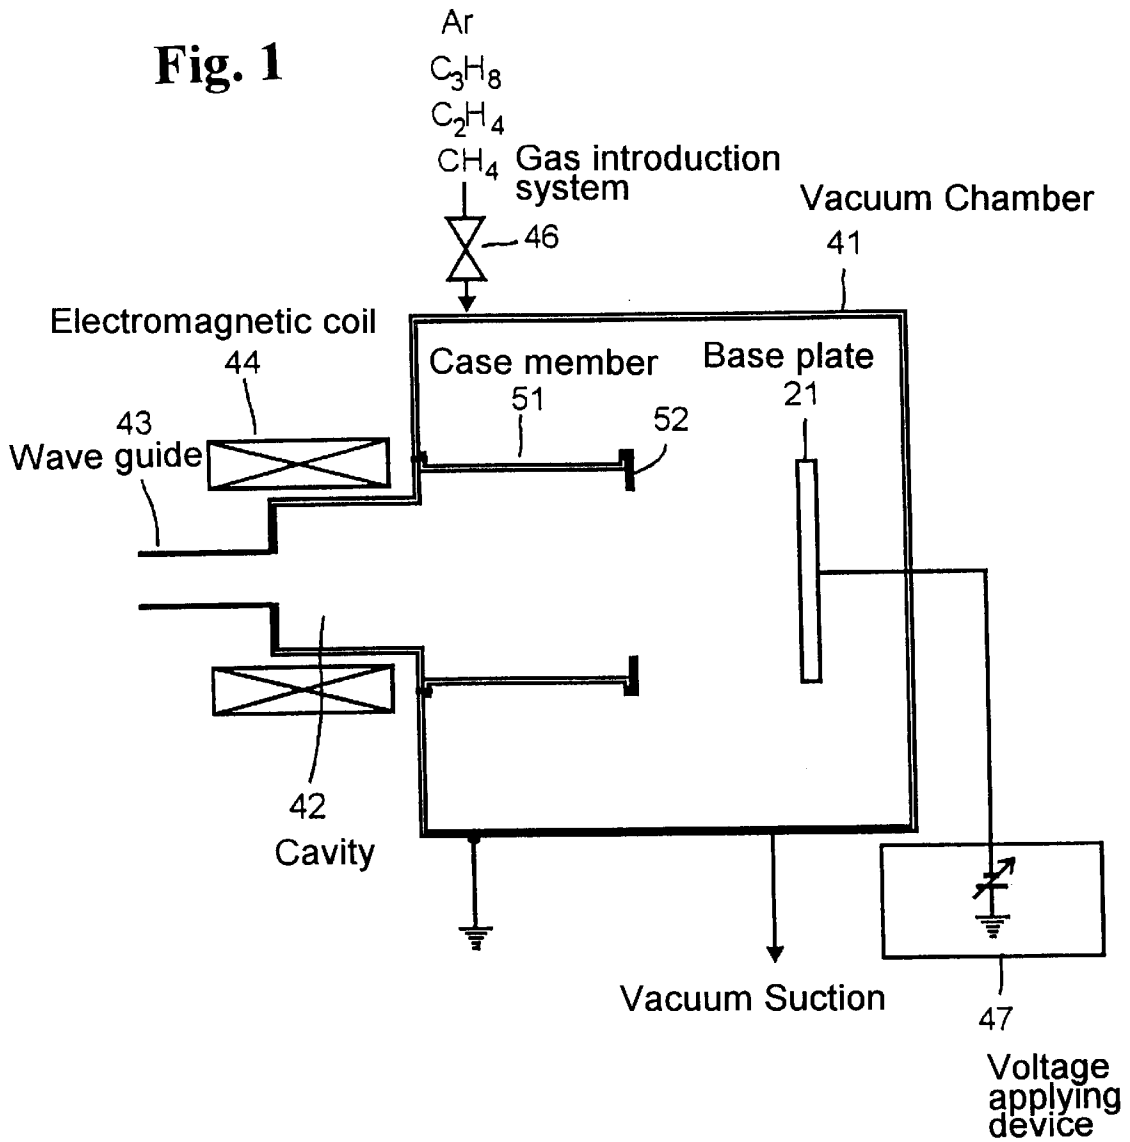 Fig. 1
Ar
C3H8
C2H4
CH4
Gas introduction
system
46
Vacuum Chamber
41
Electromagnetic coil
44
Case member
51
52
Base plate
21
43
Wave guide
42
Cavity
Vacuum Suction
47
Voltage
applying
device